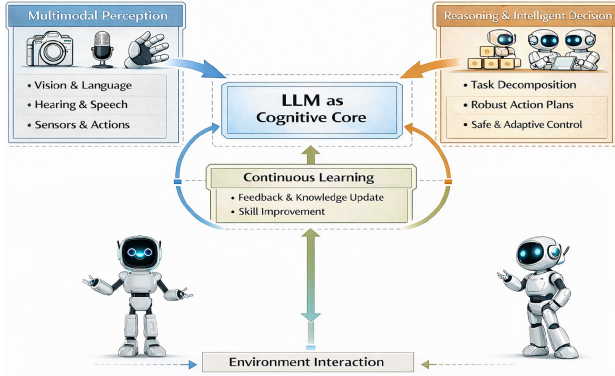 Multimodal Perception
• Vision & Language
• Hearing & Speech
• Sensors & Actions
Reasoning & Intelligent Decision
• Task Decomposition
• Robust Action Plans
• Safe & Adaptive Control
LLM as
Cognitive Core
Continuous Learning
• Feedback & Knowledge Update
• Skill Improvement
Environment Interaction